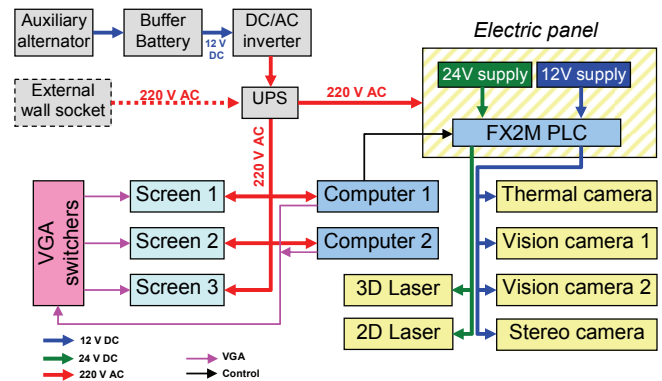 Auxiliary
alternator
Buffer
Battery
12 V
DC
DC/AC
inverter
Electric panel
24V supply
12V supply
FX2M PLC
External
wall socket
220 V AC
UPS
220 V AC
220 V AC
VGA
switchers
Screen 1
Computer 1
Thermal camera
Screen 2
Computer 2
Vision camera 1
Screen 3
3D Laser
Vision camera 2
2D Laser
Stereo camera
12 V DC
24 V DC
220 V AC
VGA
Control